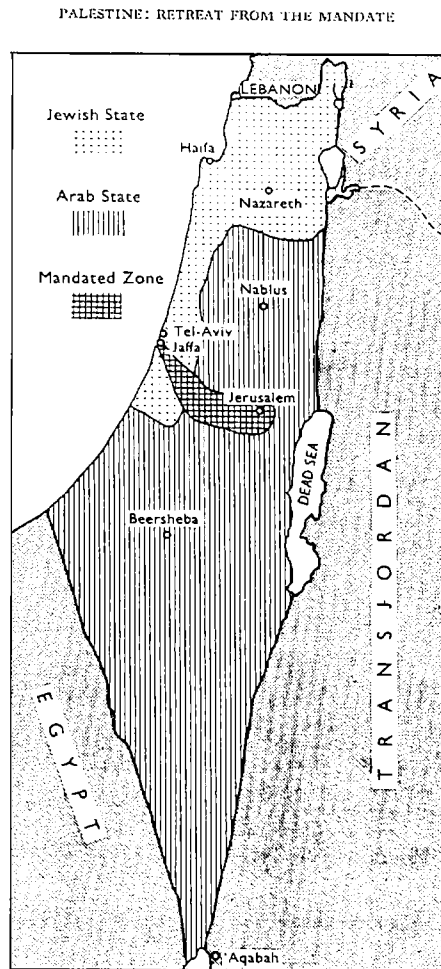 PALESTINE: RETREAT FROM THE MANDATE
LEBANON
SYRIA
Jewish State
Haifa
Nazareth
Arab State
Nablus
Mandated Zone
Tel-Aviv
Jaffa
Jerusalem
DEAD SEA
Beersheba
TRANSJORDAN
EGYPT
'Aqabah